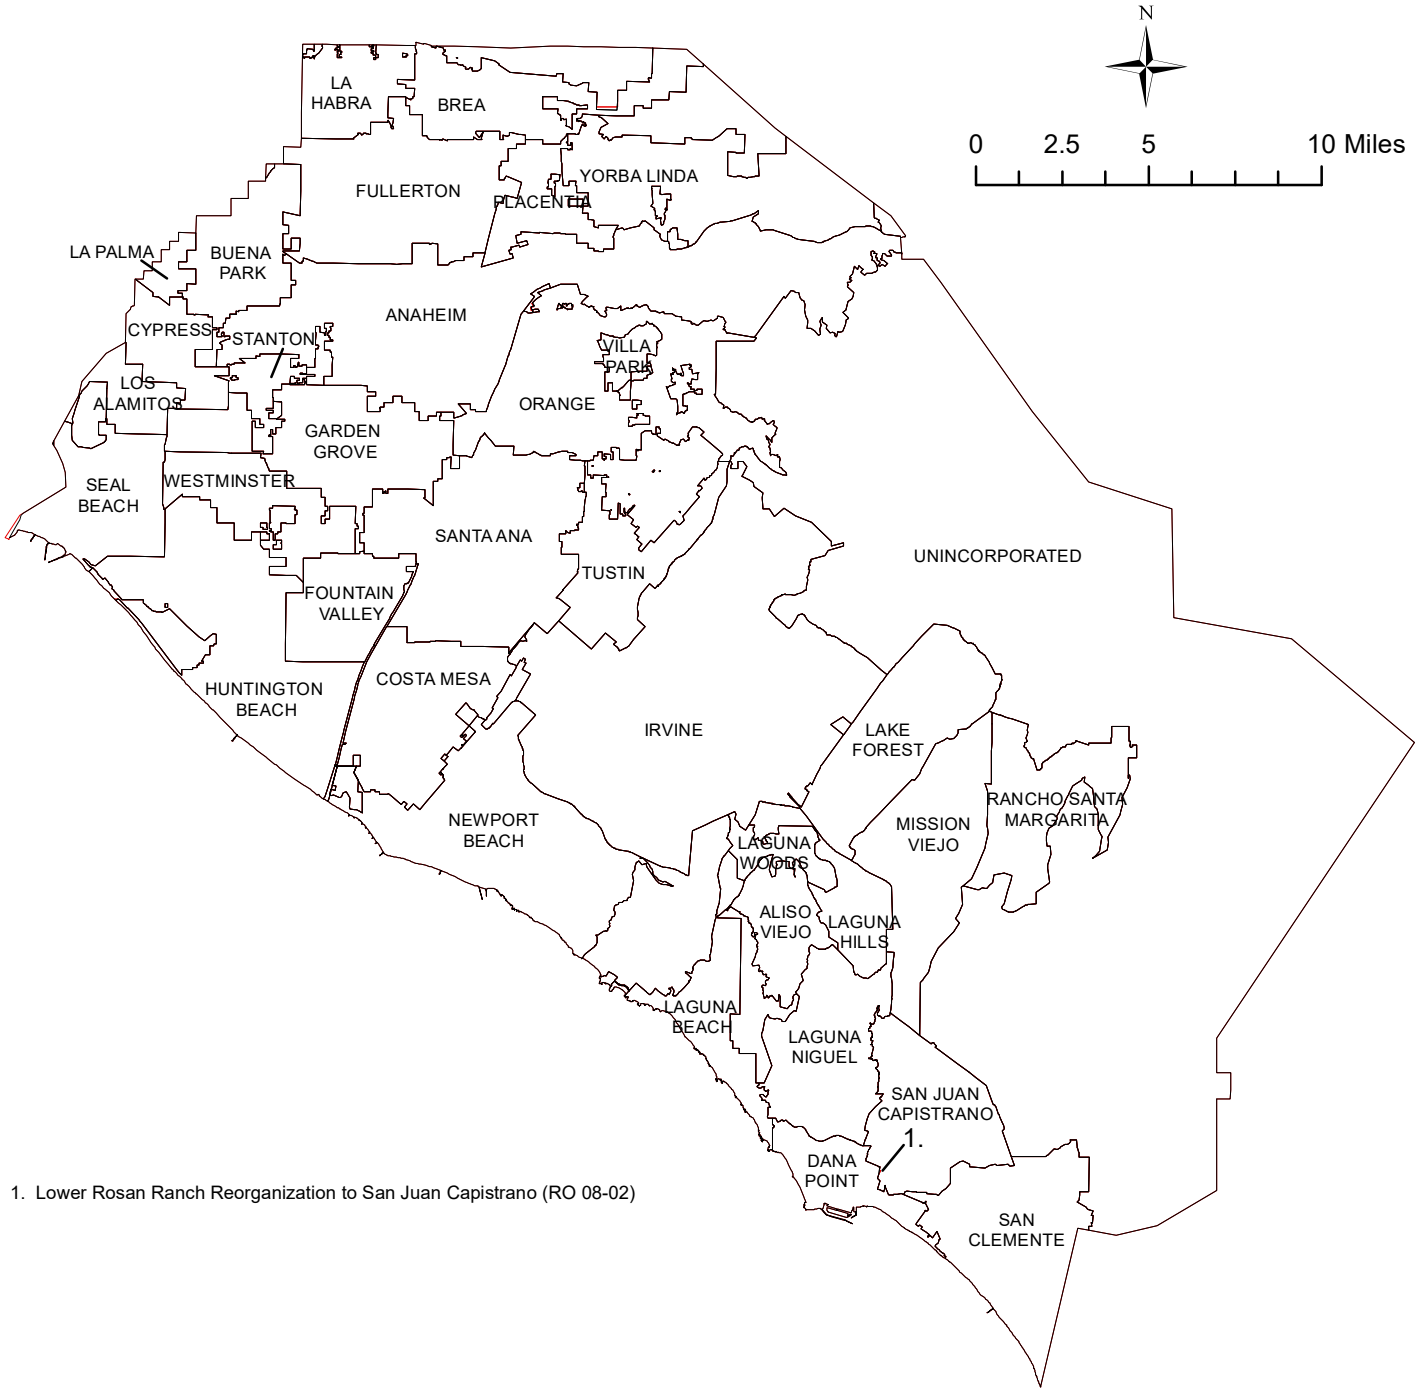 N
0 2.5 5 10 Miles
LA
HABRA
BREA
FULLERTON
PLACENTIA
YORBA LINDA
LA PALMA
BUENA
PARK
ANAHEIM
CYPRESS
STANTON
VILLA
PARK
LOS
ALAMITOS
ORANGE
GARDEN
GROVE
SEAL
BEACH
WESTMINSTER
SANTA ANA
UNINCORPORATED
TUSTIN
FOUNTAIN
VALLEY
HUNTINGTON
BEACH
COSTA MESA
IRVINE
LAKE
FOREST
RANCHO SANTA
MARGARITA
MISSION
VIEJO
NEWPORT
BEACH
LAGUNA
WOODS
ALISO
VIEJO
LAGUNA
HILLS
LAGUNA
BEACH
LAGUNA
NIGUEL
SAN JUAN
CAPISTRANO
1.
DANA
POINT
SAN
CLEMENTE
1. Lower Rosan Ranch Reorganization to San Juan Capistrano (RO 08-02)